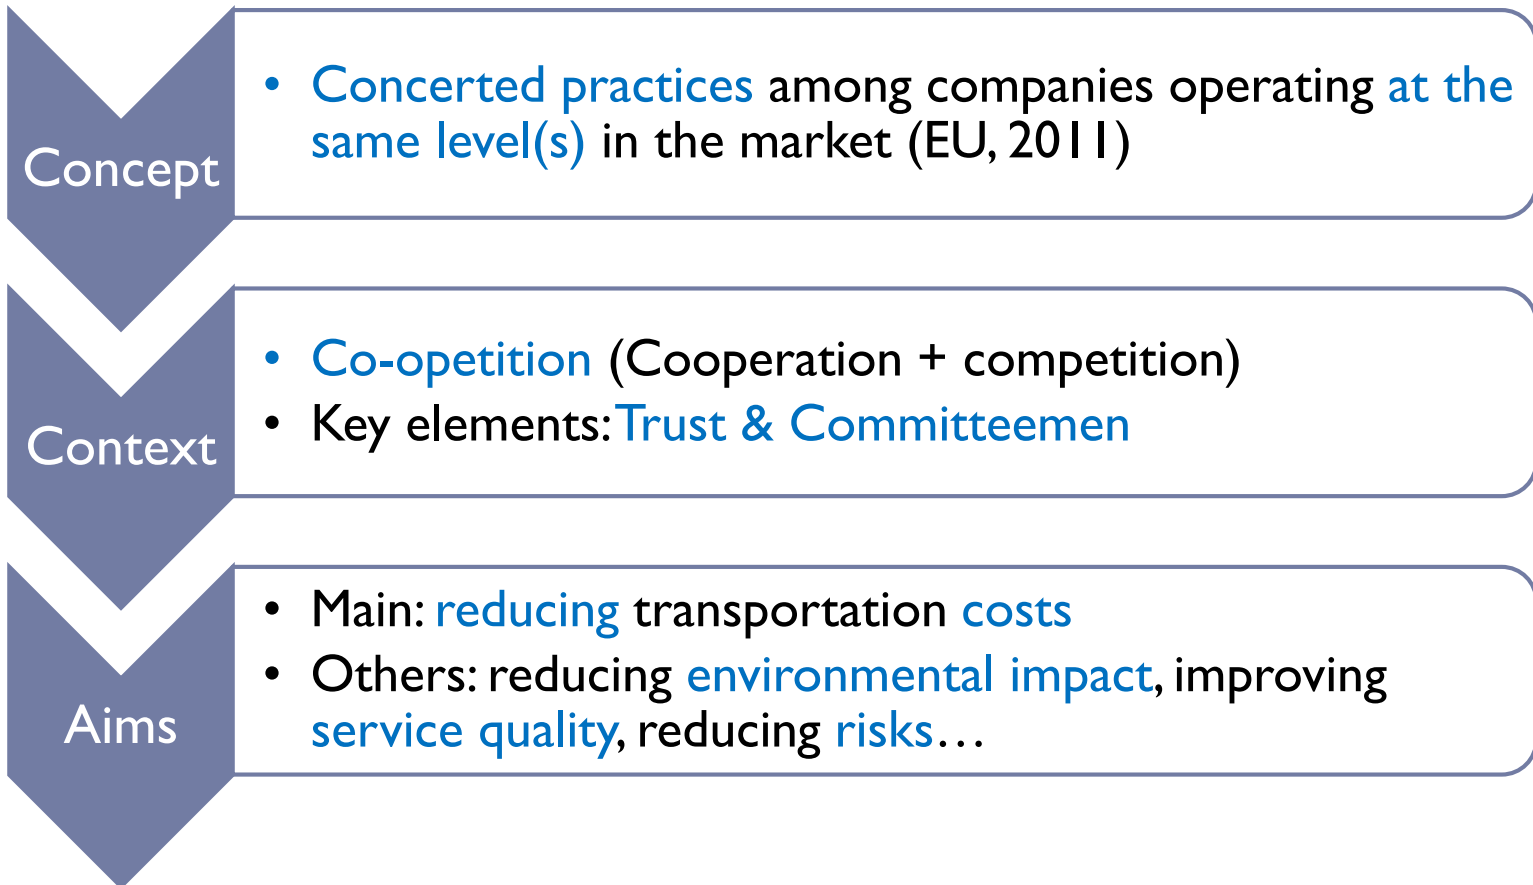 Concept
• Concerted practices among companies operating at the
same level(s) in the market (EU, 2011)
Context
• Co-opetition (Cooperation + competition)
• Key elements: Trust & Committeemen
Aims
• Main: reducing transportation costs
• Others: reducing environmental impact, improving
service quality, reducing risks…